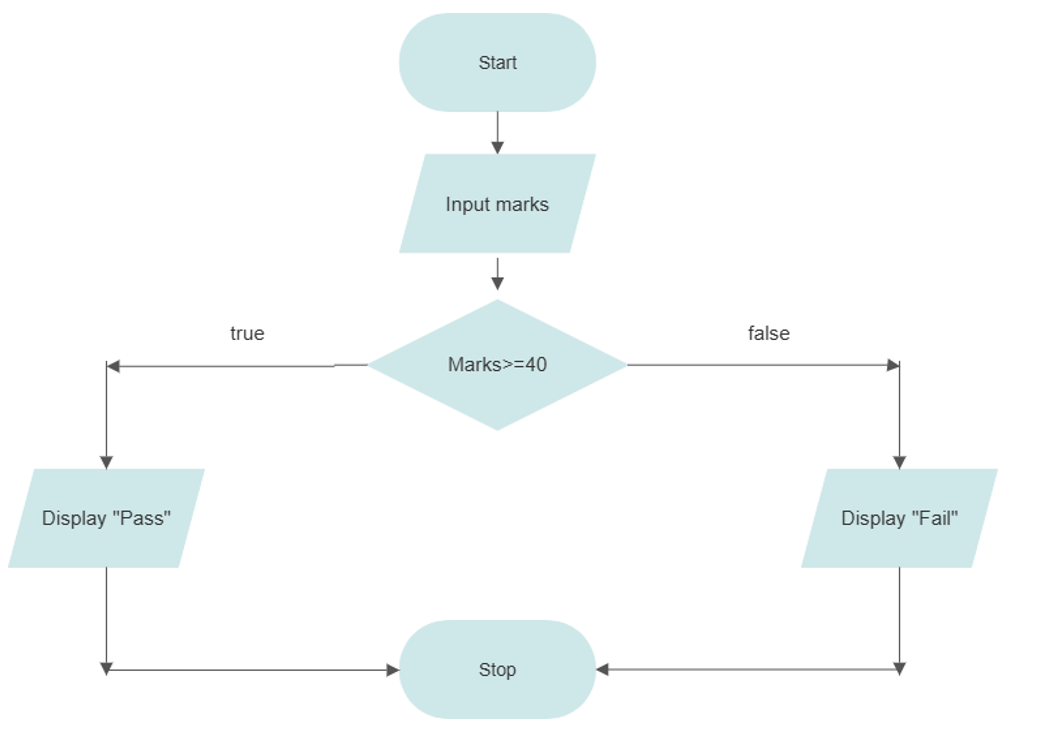 Start
Input marks
true
false
Marks>=40
Display "Pass"
Display "Fail"
Stop